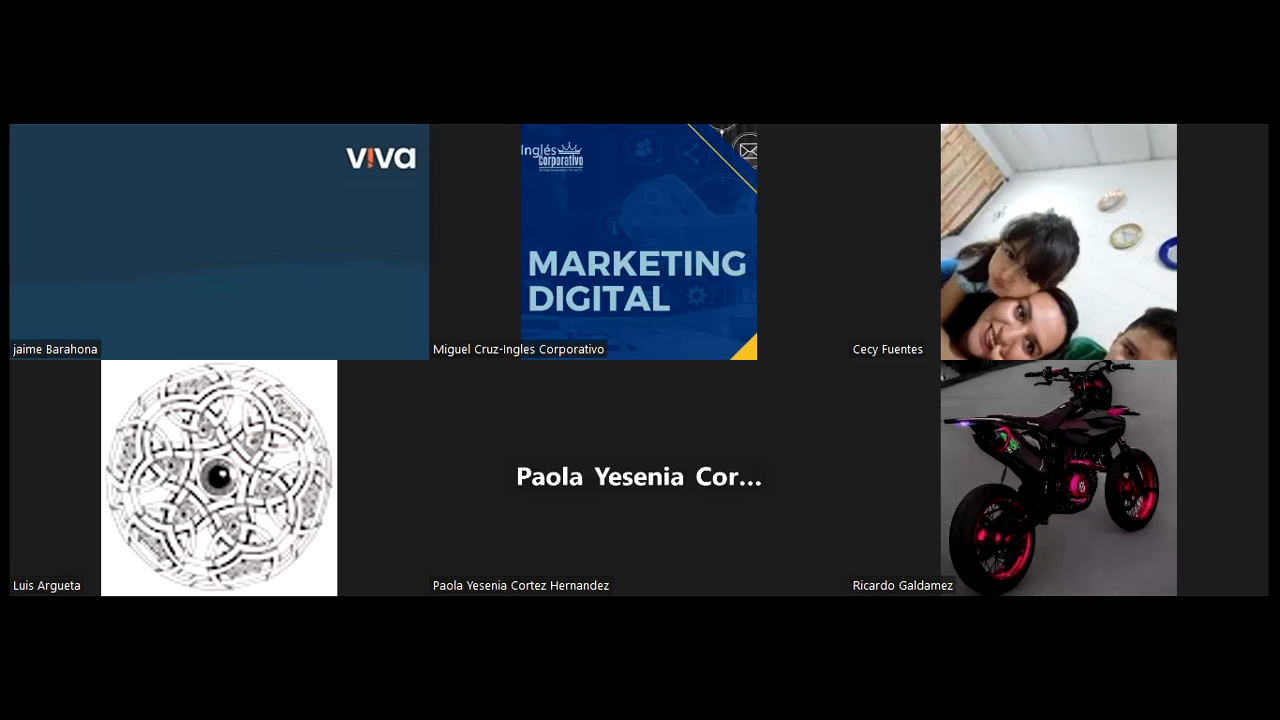 viva
Inglés
Corporativo
MARKETING
DIGITAL
jaime Barahona
Miguel Cruz-Ingles Corporativo
Cecy Fuentes
Paola Yesenia Cor...
Luis Argueta
Paola Yesenia Cortez Hernandez
Ricardo Galdamez